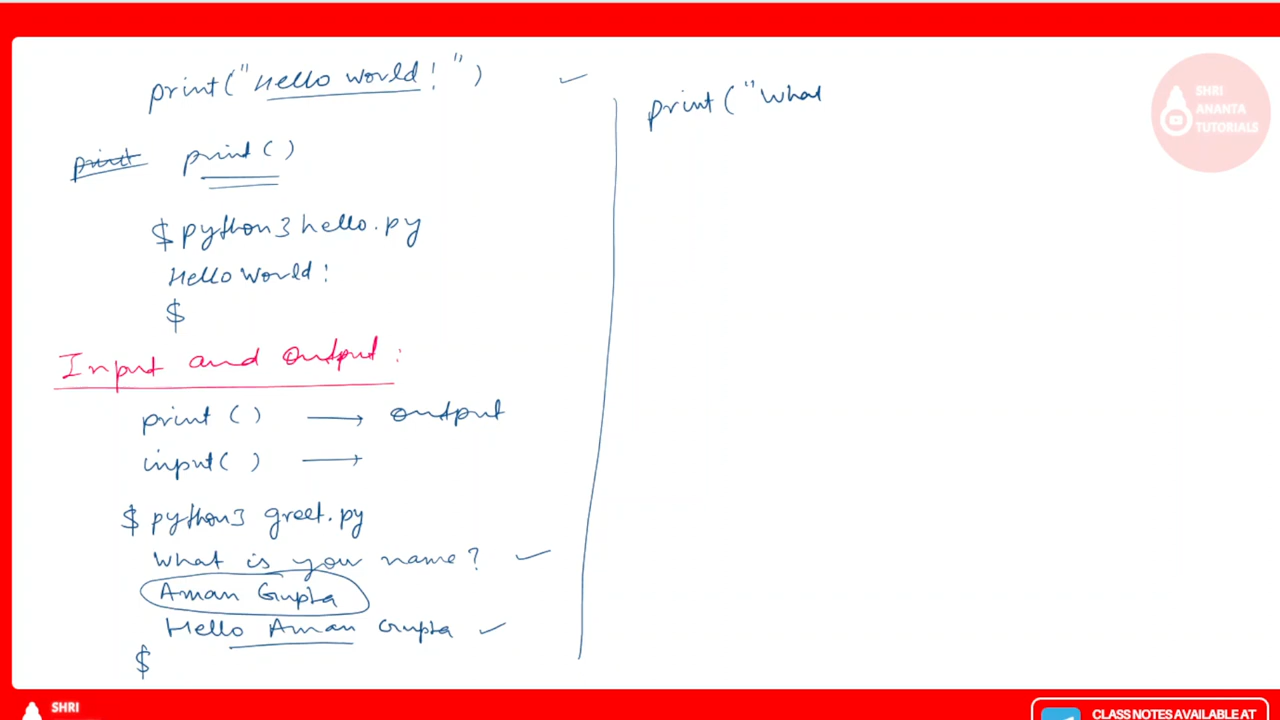 print("Hello world!")
print print()
$ python3 hello.py
Hello World!
$
Input and output:
print() → output
input() →
$ python3 greet.py
What is you name?
Aman Gupta
Hello Aman Gupta
$
print("What
SHRI
ANANTA
TUTORIALS
SHRI
CLASS NOTES AVAILABLE AT